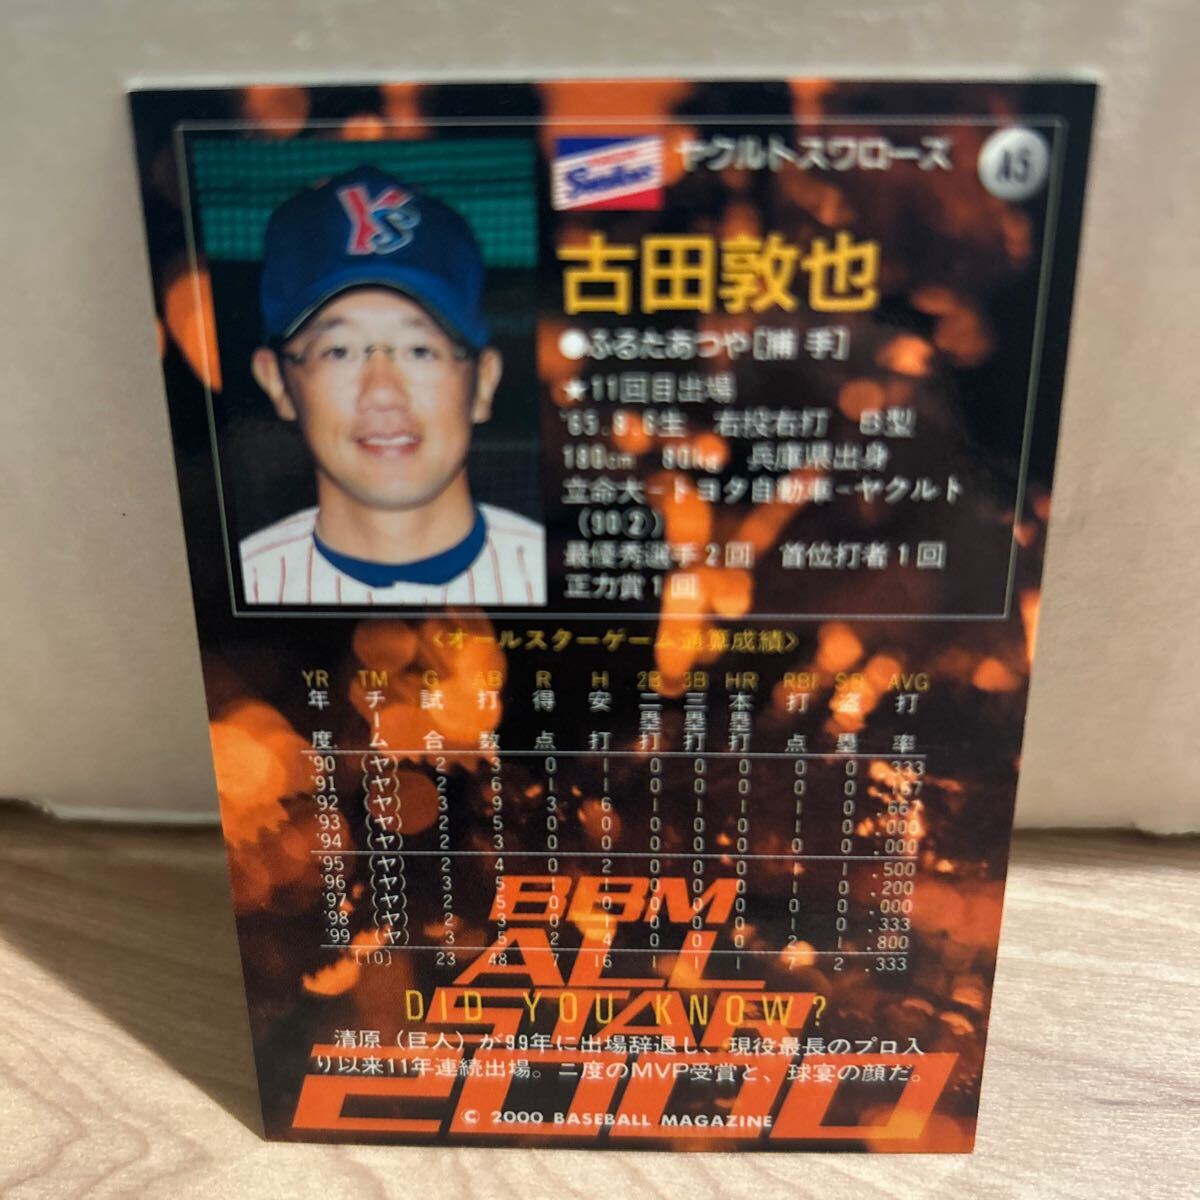 YS
Swallows
ヤクルトスワローズ
A5
古田敦也
●ふるたあつや[捕 手]
★11回目出場
'65.8.6生 右投右打 B型
180cm 80kg 兵庫県出身
立命大-トヨタ自動車-ヤクルト
(90②)
最優秀選手2回 首位打者1回
正力賞1回
<オールスターゲーム通算成績>
YR TM G AB R H 2B 3B HR RBI SB AVG
年度 チーム 試合 打数 得点 安打 二塁打 三塁打 本塁打 打点 盗塁 打率
'90 (ヤ) 2 3 0 1 0 0 0 0 0 .333
'91 (ヤ) 2 6 1 1 0 0 0 1 0 .167
'92 (ヤ) 3 9 3 6 1 1 1 1 0 .667
'93 (ヤ) 2 5 0 0 0 0 0 1 0 .000
'94 (ヤ) 2 3 0 0 0 0 0 0 0 .000
'95 (ヤ) 2 4 0 2 0 0 0 1 1 .500
'96 (ヤ) 3 5 1 1 0 0 0 0 0 .200
'97 (ヤ) 2 5 0 0 0 0 0 0 0 .000
'98 (ヤ) 2 3 0 1 0 0 0 1 0 .333
'99 (ヤ) 3 5 2 4 0 0 0 2 1 .800
[10] 23 48 7 16 1 1 1 7 2 .333
BBM
ALL
STAR
2000
DID YOU KNOW?
清原(巨人)が99年に出場辞退し、現役最長のプロ入
り以来11年連続出場。二度のMVP受賞と、球宴の顔だ。
© 2000 BASEBALL MAGAZINE